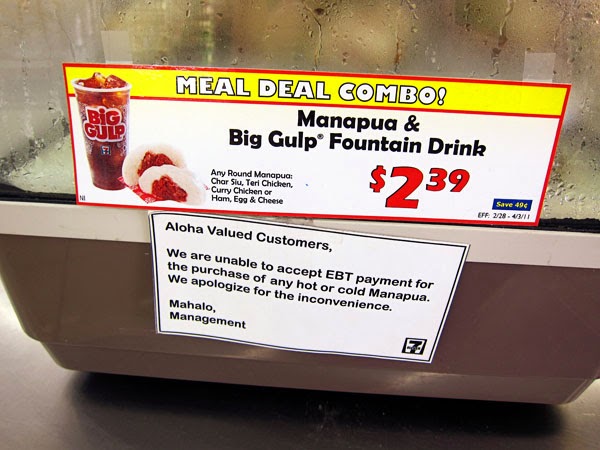 MEAL DEAL COMBO!
BIG
GULP
Manapua &
Big Gulp® Fountain Drink
Any Round Manapua:
Char Siu, Teri Chicken,
Curry Chicken or
Ham, Egg & Cheese
$2 39
Save 49¢
NI
EFF: 2/28 - 4/3/11
Aloha Valued Customers,
We are unable to accept EBT payment for
the purchase of any hot or cold Manapua.
We apologize for the inconvenience.
Mahalo,
Management
7